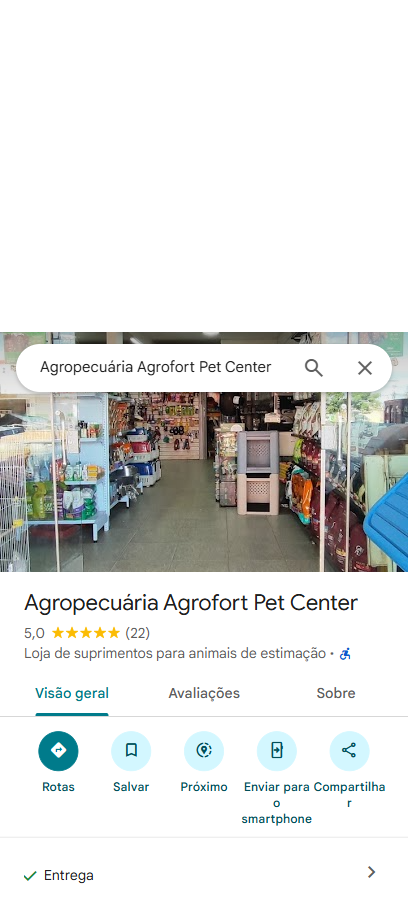 Agropecuária Agrofort Pet Center
Agropecuária Agrofort Pet Center
5,0 (22)
Loja de suprimentos para animais de estimação ·
Visão geral Avaliações Sobre
Rotas Salvar Próximo Enviar para o smartphone Compartilhar
Entrega